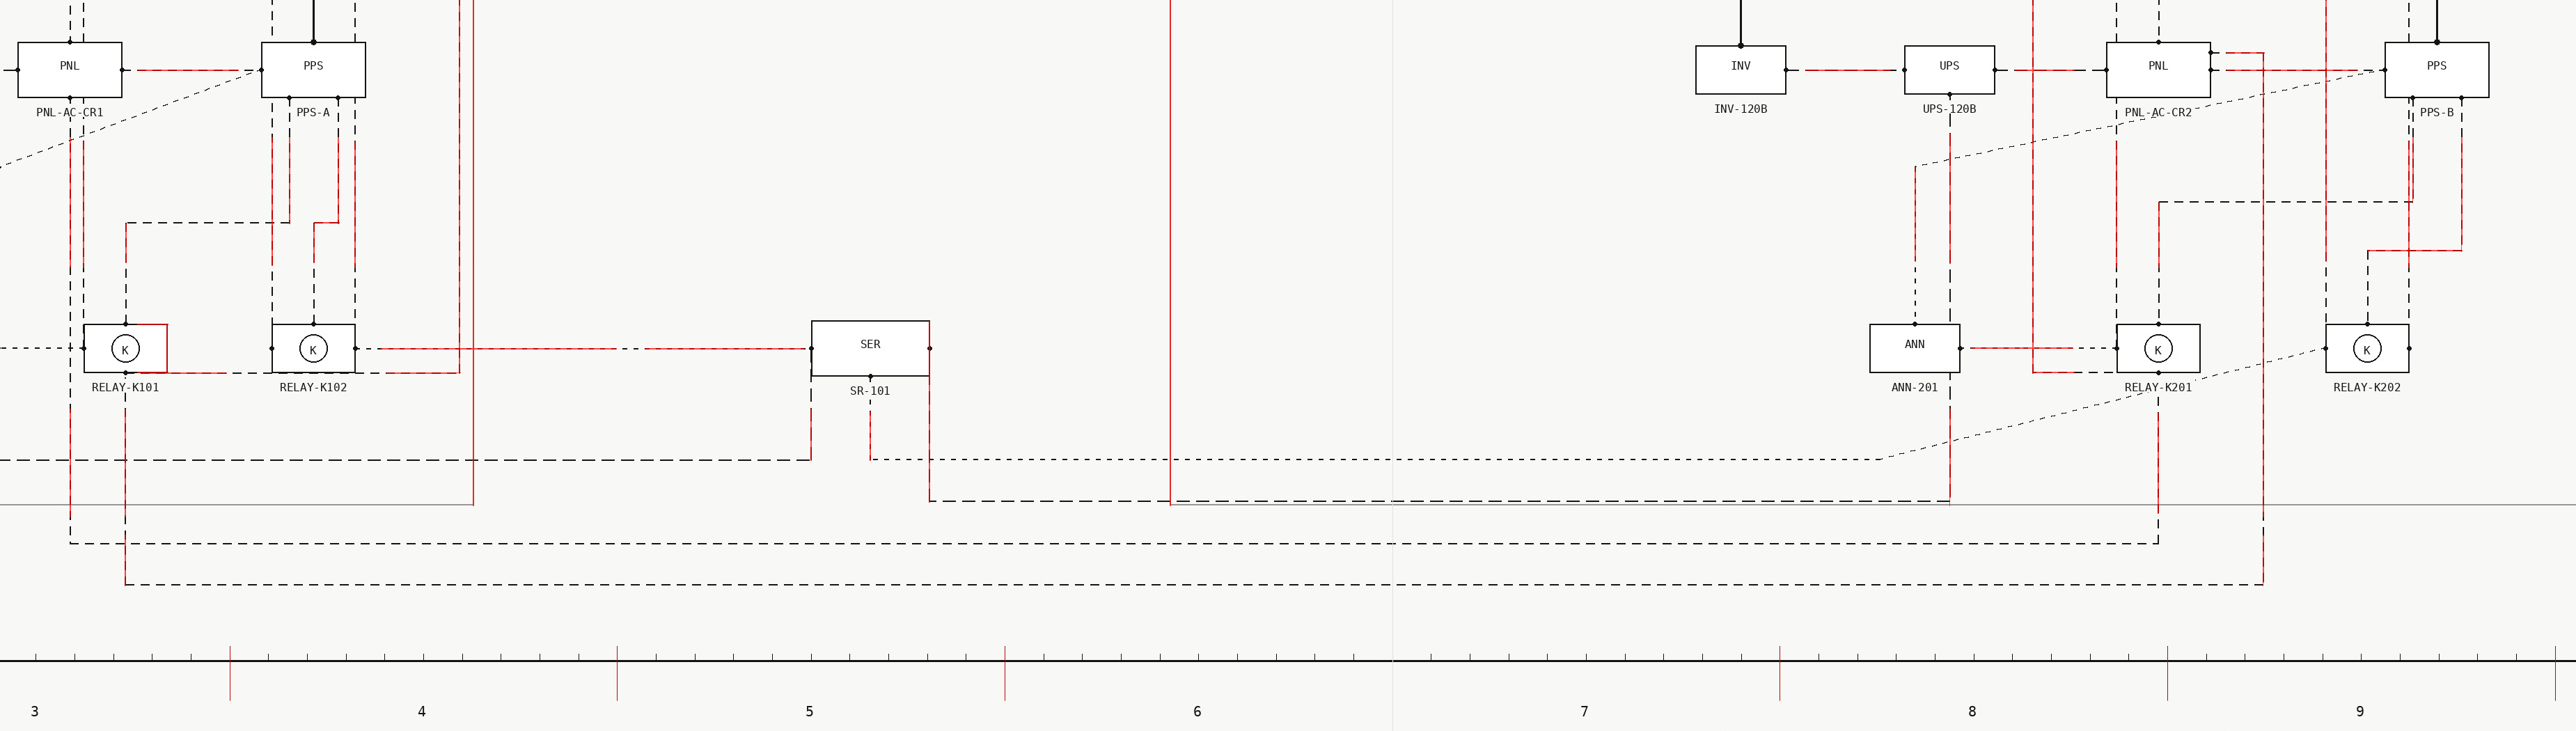 PNL
PNL-AC-CR1
PPS
PPS-A
INV
INV-120B
UPS
UPS-120B
PNL
PNL-AC-CR2
PPS
PPS-B
K
RELAY-K101
K
RELAY-K102
SER
SR-101
ANN
ANN-201
K
RELAY-K201
K
RELAY-K202
3 4 5 6 7 8 9